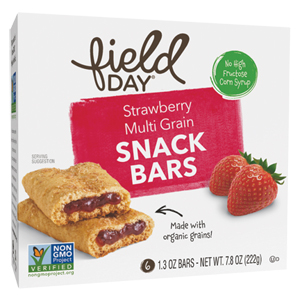 field
DAY®
No High
Fructose
Corn Syrup
Strawberry
Multi Grain
SNACK
BARS
SERVING
SUGGESTION
Made with
organic grains!
NON
GMO
Project
VERIFIED
nongmoproject.org
6 1.3 OZ BARS - NET WT. 7.8 OZ (222g)